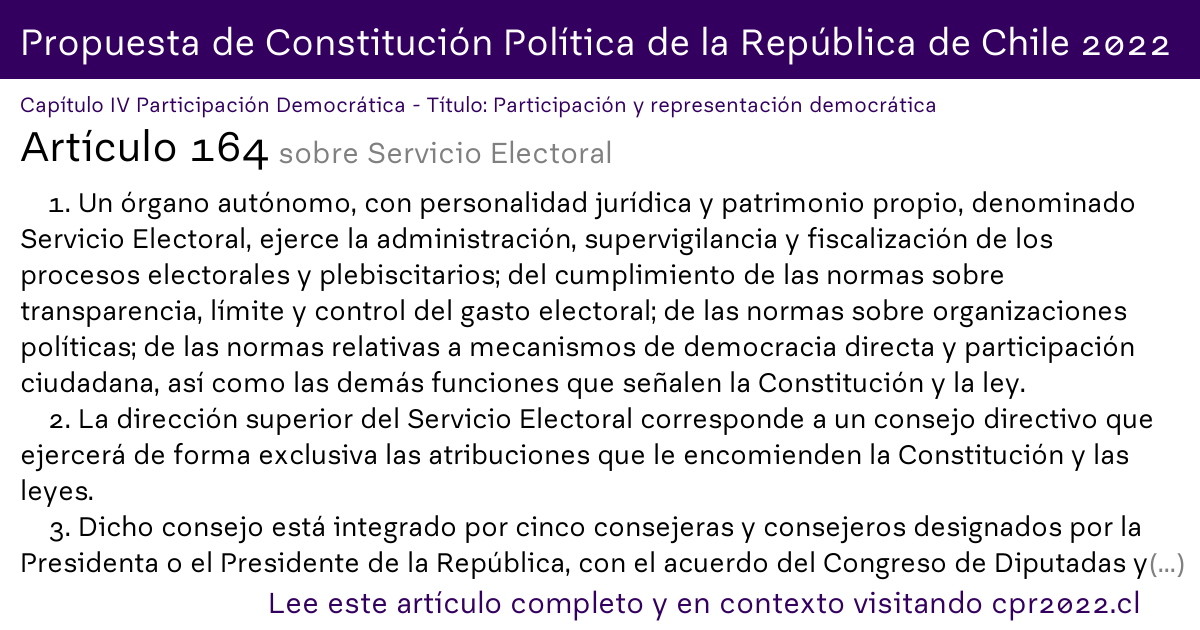 Propuesta de Constitución Política de la República de Chile 2022
Capítulo IV Participación Democrática - Título: Participación y representación democrática
Artículo 164 sobre Servicio Electoral
1. Un órgano autónomo, con personalidad jurídica y patrimonio propio, denominado
Servicio Electoral, ejerce la administración, supervigilancia y fiscalización de los
procesos electorales y plebiscitarios; del cumplimiento de las normas sobre
transparencia, límite y control del gasto electoral; de las normas sobre organizaciones
políticas; de las normas relativas a mecanismos de democracia directa y participación
ciudadana, así como las demás funciones que señalen la Constitución y la ley.
2. La dirección superior del Servicio Electoral corresponde a un consejo directivo que
ejercerá de forma exclusiva las atribuciones que le encomienden la Constitución y las
leyes.
3. Dicho consejo está integrado por cinco consejeras y consejeros designados por la
Presidenta o el Presidente de la República, con el acuerdo del Congreso de Diputadas y(...)
Lee este artículo completo y en contexto visitando cpr2022.cl